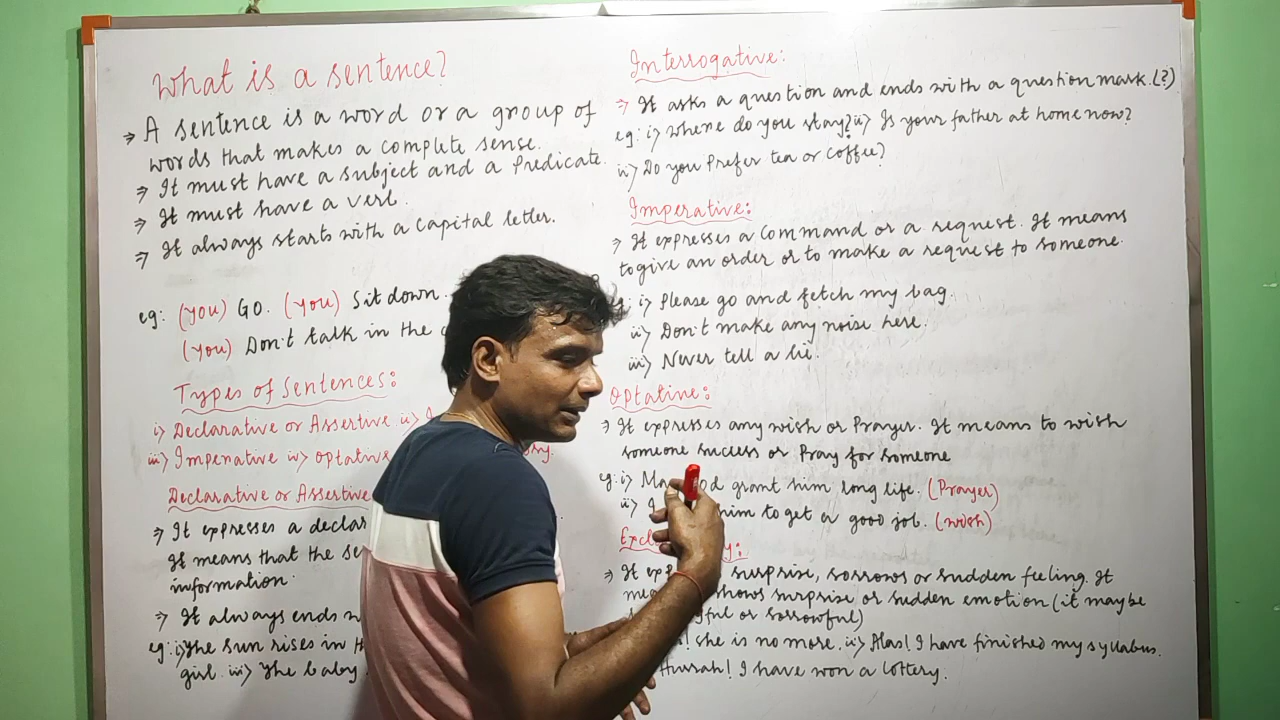 What is a sentence?
⇒ A sentence is a word or a group of
words that makes a complete sense.
⇒ It must have a subject and a predicate.
⇒ It must have a verb.
⇒ It always starts with a capital letter.
eg: (you) Go. (you) Sit down.
(you) Don't talk in the
Types of Sentences:
i) Declarative or Assertive ii)
iii) Imperative iv) Optative
Declarative or Assertive
⇒ It expresses a declar
It means that the se
information.
⇒ It always ends
eg: i) The sun rises in
girl iii) The baby
Interrogative:
⇒ It asks a question and ends with a question mark. (?)
eg: i) Where do you stay? ii) Is your father at home now?
ii) Do you Prefer tea or coffee?
Imperative:
⇒ It expresses a command or a request. It means
to give an order or to make a request to someone.
i) Please go and fetch my bag.
ii) Don't make any noise here.
iii) Never tell a lie.
Optative:
⇒ It expresses any wish or Prayer. It means to wish
someone success or Pray for someone
eg: i) Ma od grant him long life. (Prayer)
ii) I him to get a good job. (wish)
Excl y:
⇒ It exp surprise, sorrows or sudden feeling. It
mea shows surprise or sudden emotion (it maybe
yful or sorrowful)
! She is no more. ii) Alas! I have finished my syllabus.
Hurrah! I have won a lottery.